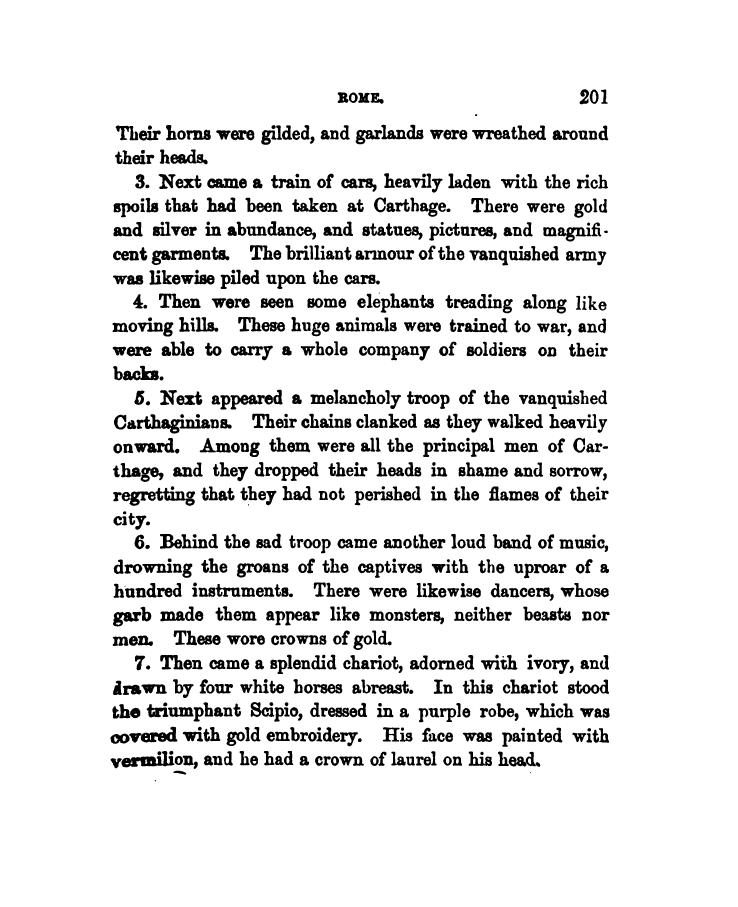 ROME. 201
Their horns were gilded, and garlands were wreathed around
their heads.
3. Next came a train of cars, heavily laden with the rich
spoils that had been taken at Carthage. There were gold
and silver in abundance, and statues, pictures, and magnifi-
cent garments. The brilliant armour of the vanquished army
was likewise piled upon the cars.
4. Then were seen some elephants treading along like
moving hills. These huge animals were trained to war, and
were able to carry a whole company of soldiers on their
backs.
5. Next appeared a melancholy troop of the vanquished
Carthaginians. Their chains clanked as they walked heavily
onward. Among them were all the principal men of Car-
thage, and they dropped their heads in shame and sorrow,
regretting that they had not perished in the flames of their
city.
6. Behind the sad troop came another loud band of music,
drowning the groans of the captives with the uproar of a
hundred instruments. There were likewise dancers, whose
garb made them appear like monsters, neither beasts nor
men. These wore crowns of gold.
7. Then came a splendid chariot, adorned with ivory, and
drawn by four white horses abreast. In this chariot stood
the triumphant Scipio, dressed in a purple robe, which was
covered with gold embroidery. His face was painted with
vermilion, and he had a crown of laurel on his head.